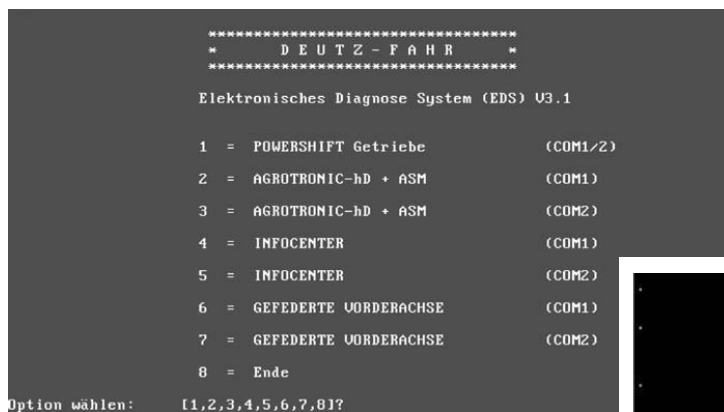 *********************************
* D E U T Z - F A H R *
*********************************
Elektronisches Diagnose System (EDS) V3.1
1 = POWERSHIFT Getriebe (COM1/2)
2 = AGROTRONIC-hD + ASM (COM1)
3 = AGROTRONIC-hD + ASM (COM2)
4 = INFOCENTER (COM1)
5 = INFOCENTER (COM2)
6 = GEFEDERTE VORDERACHSE (COM1)
7 = GEFEDERTE VORDERACHSE (COM2)
8 = Ende
Option wählen: [1,2,3,4,5,6,7,8]?